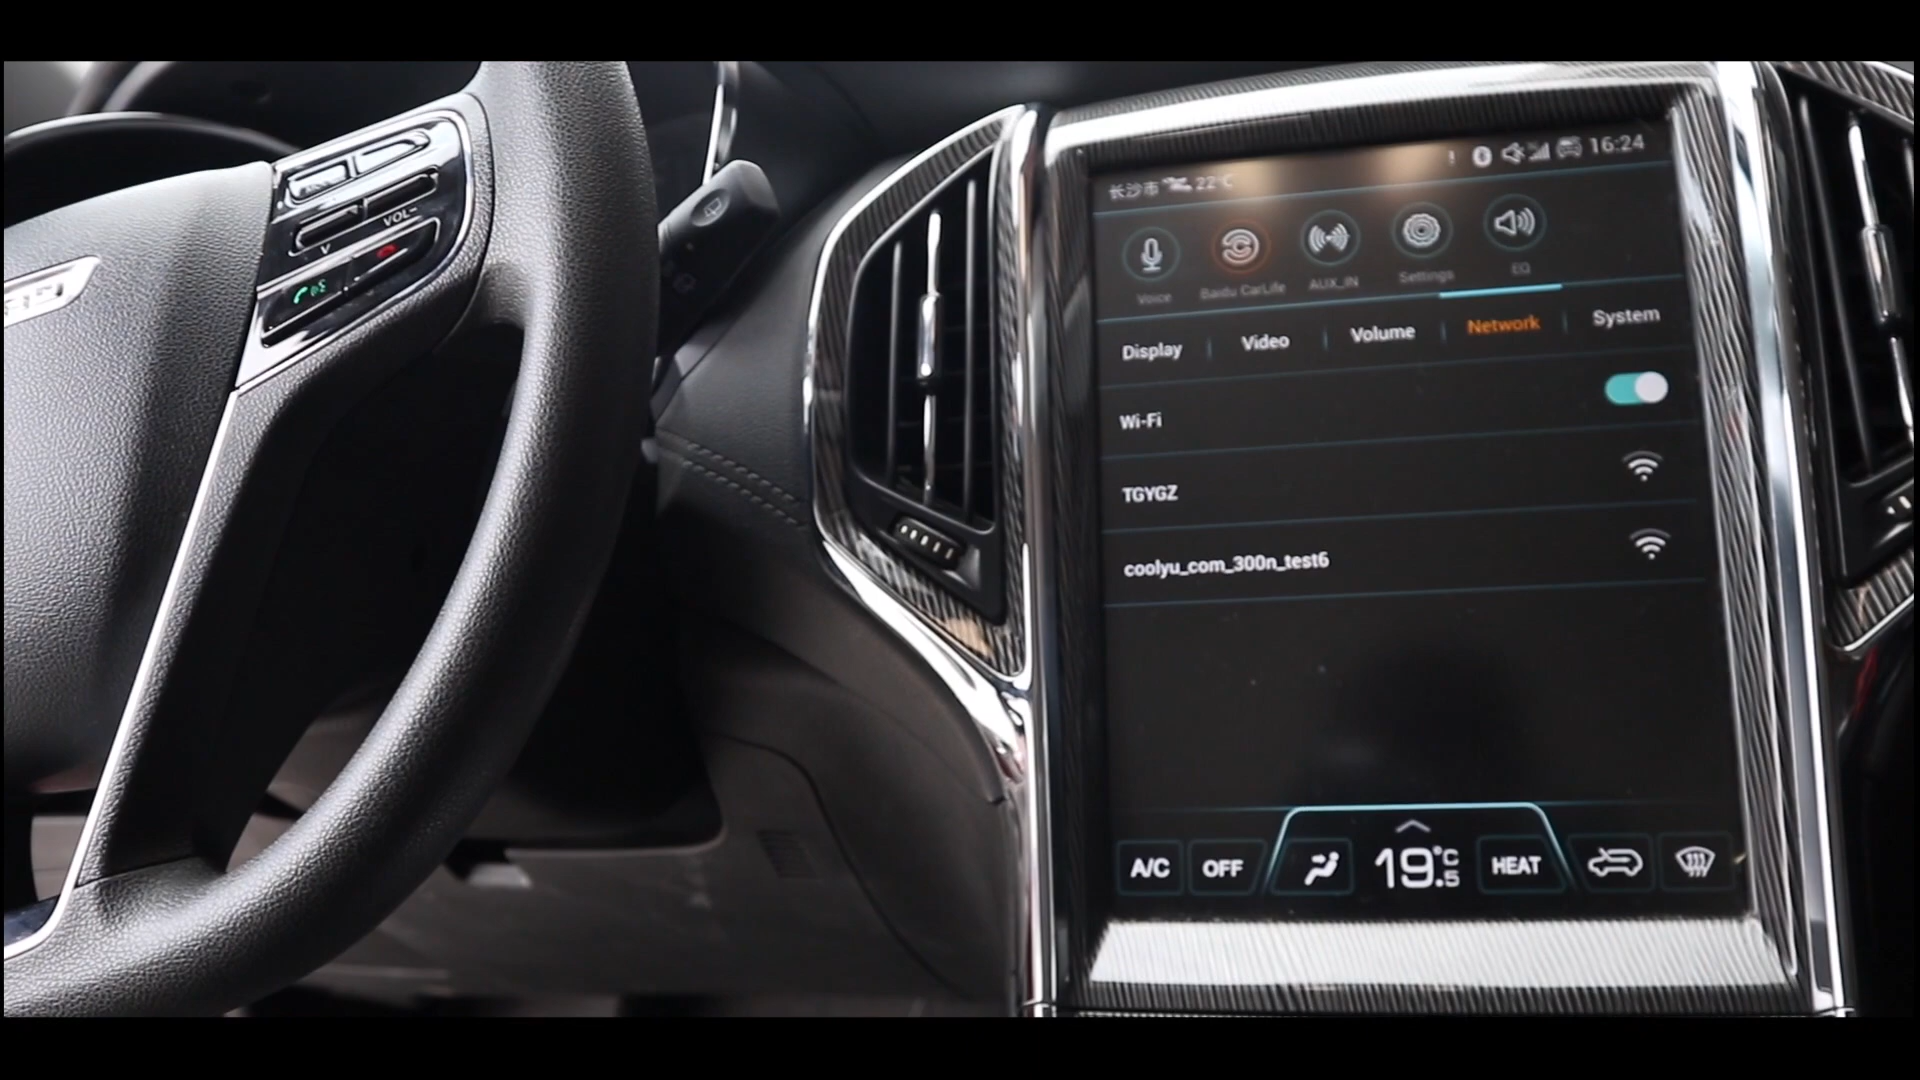 VOL-
V
长沙市 22°C
16:24
Voice
Baidu CarLife
AUX_IN
Settings
EQ
Display
Video
Volume
Network
System
Wi-Fi
TGYGZ
coolyu_com_300n_test6
A/C
OFF
19.5°C
HEAT